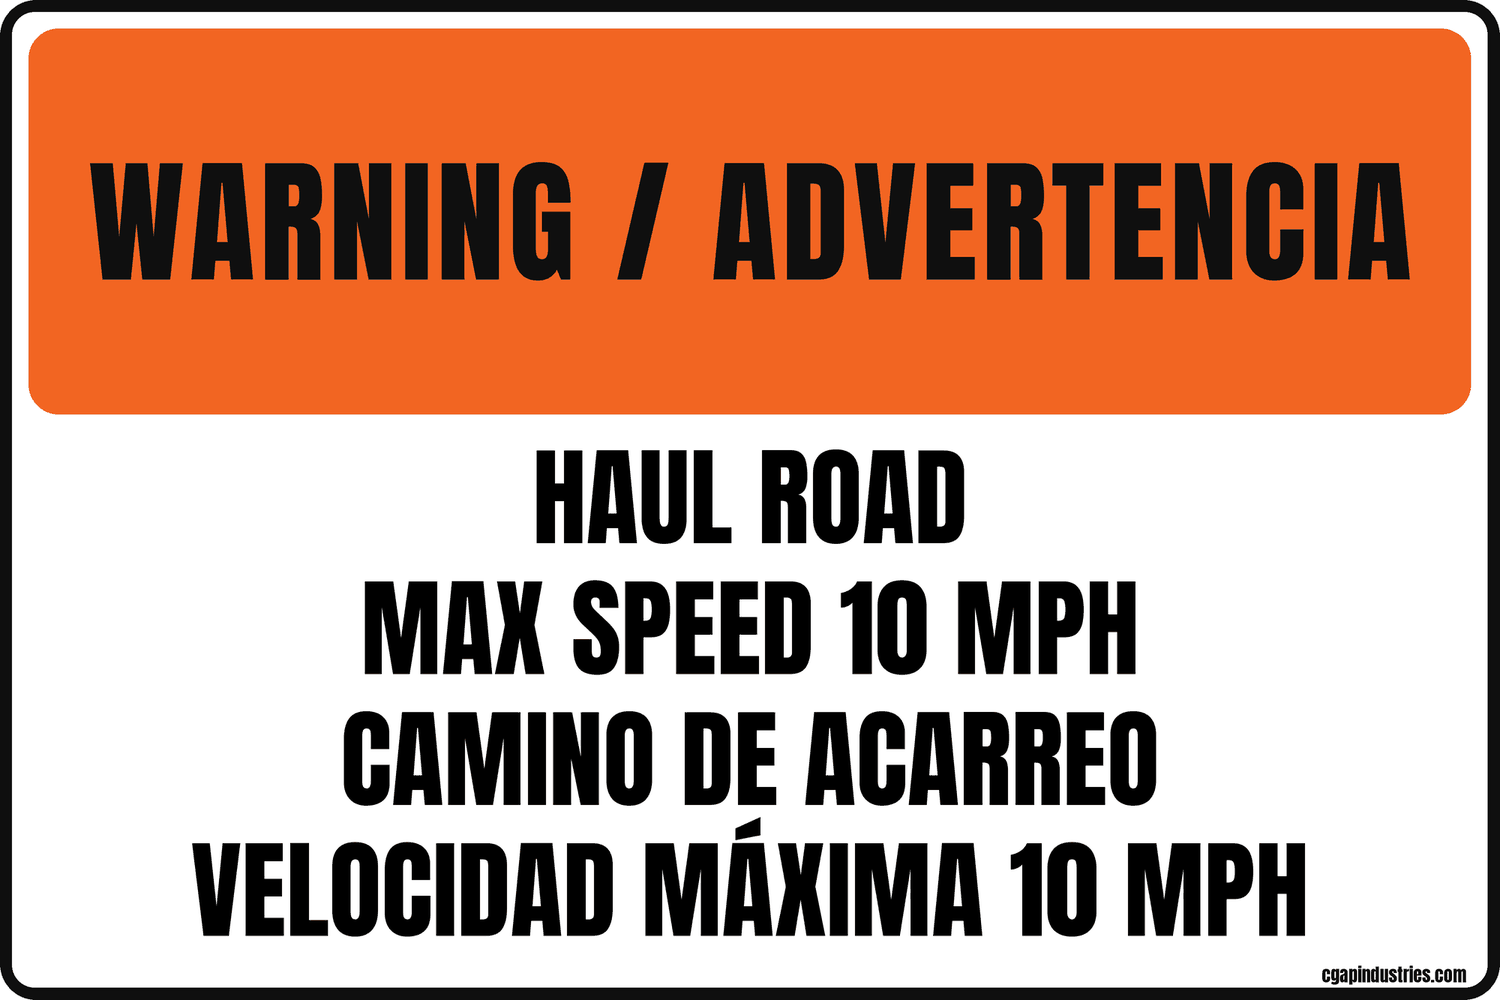 WARNING / ADVERTENCIA
HAUL ROAD
MAX SPEED 10 MPH
CAMINO DE ACARREO
VELOCIDAD MÁXIMA 10 MPH
cgapindustries.com